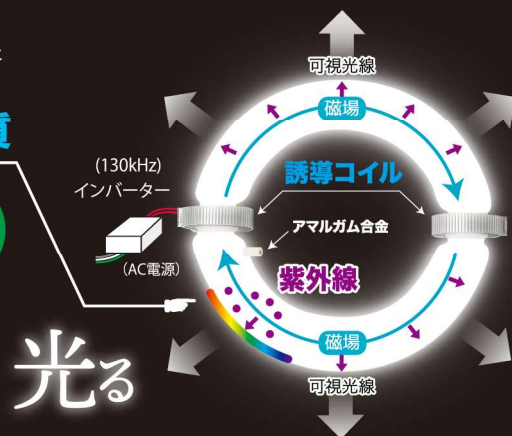 可視光線
磁場
(130kHz)
インバーター
誘導コイル
アマルガム合金
(AC電源)
紫外線
磁場
光る
可視光線